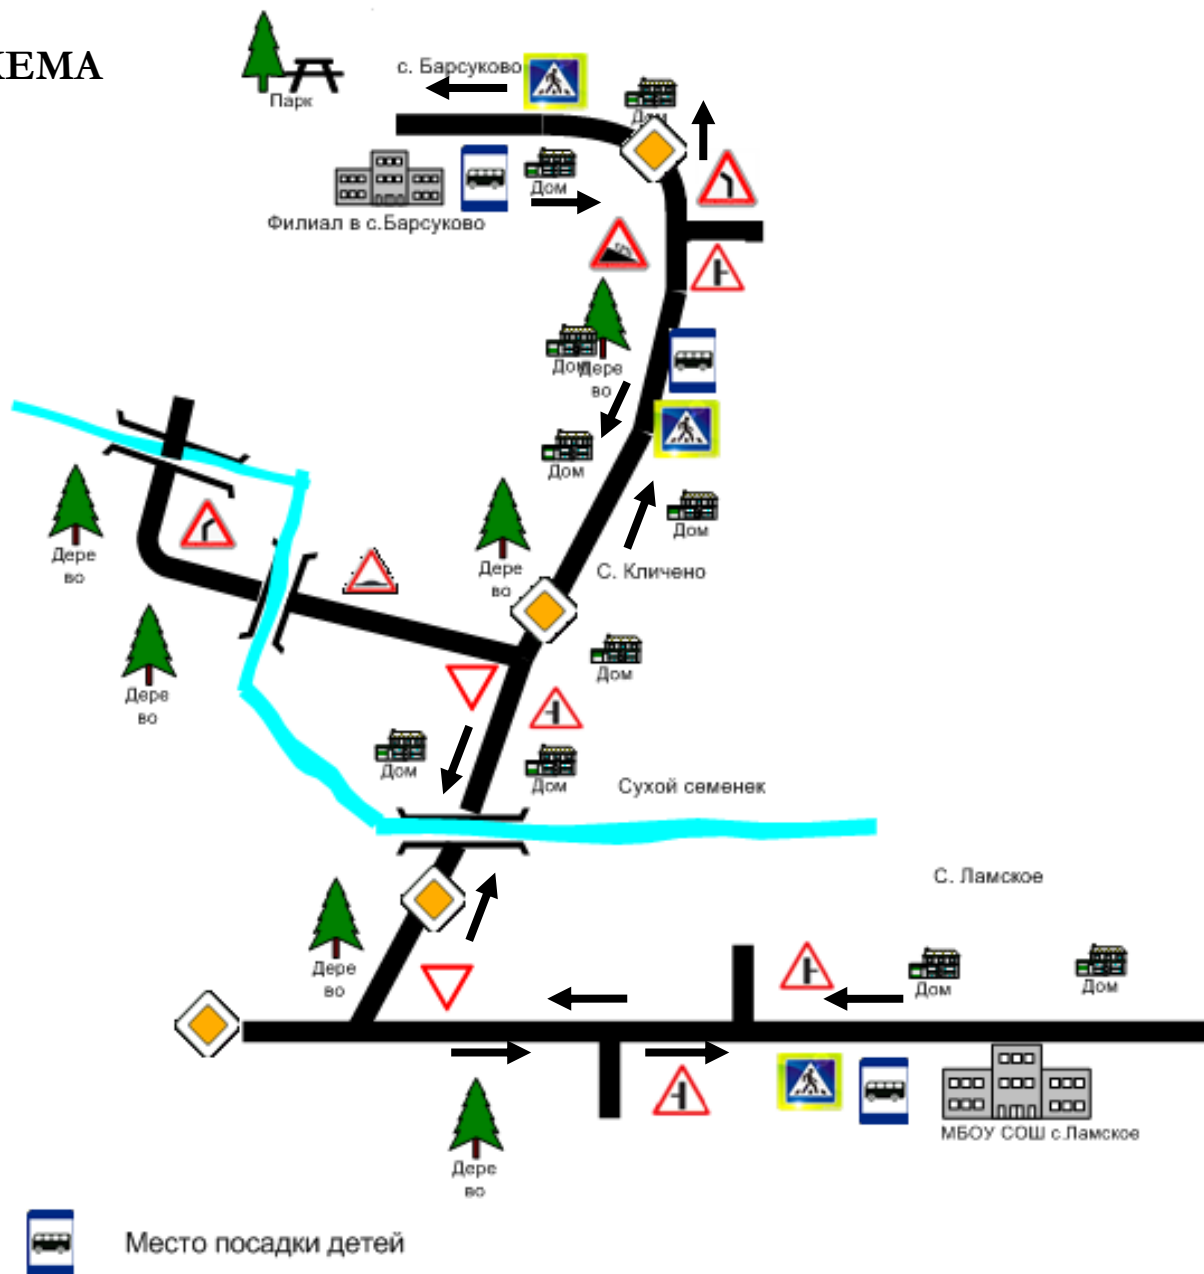 ХЕМА
с. Барсуково
Парк
Дом
Дом
Филиал в с.Барсуково
Дом
Дере
во
Дом
Дом
Дере
во
Дере
во
С. Кличено
Дом
Дере
во
Дом
Дом
Сухой семенек
С. Ламское
Дере
во
Дом
Дом
МБОУ СОШ с.Ламское
Дере
во
Место посадки детей